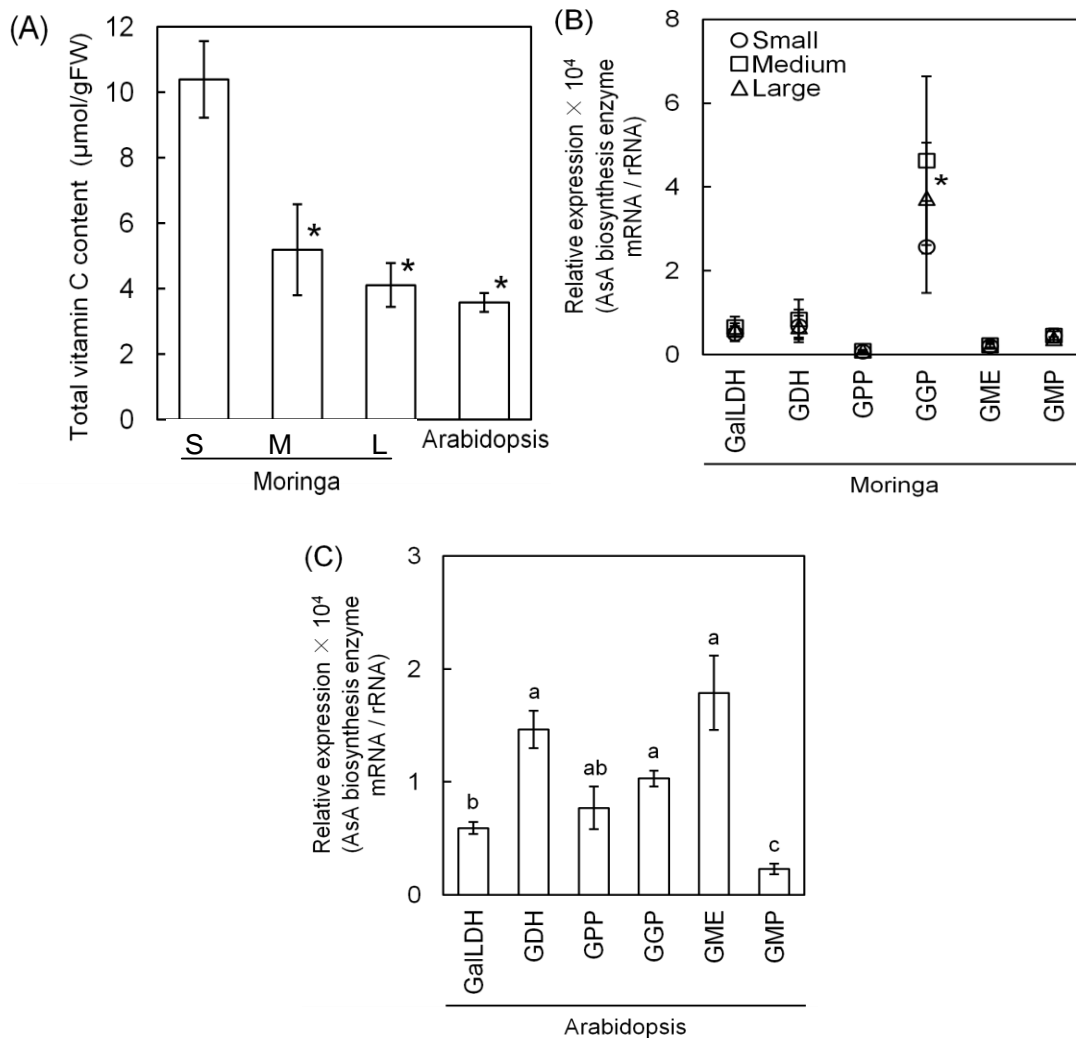 (A)
Total vitamin C content (μmol/gFW)
12
10
8
6
4
2
0
*
*
*
S M L Arabidopsis
Moringa
(B)
Relative expression × 10⁴
(AsA biosynthesis enzyme
mRNA / rRNA)
8
6
4
2
0
Small
Medium
Large
*
GalLDH
GDH
GPP
GGP
GME
GMP
Moringa
(C)
Relative expression × 10⁴
(AsA biosynthesis enzyme
mRNA / rRNA)
3
2
1
0
b
a
ab
a
a
c
GalLDH
GDH
GPP
GGP
GME
GMP
Arabidopsis